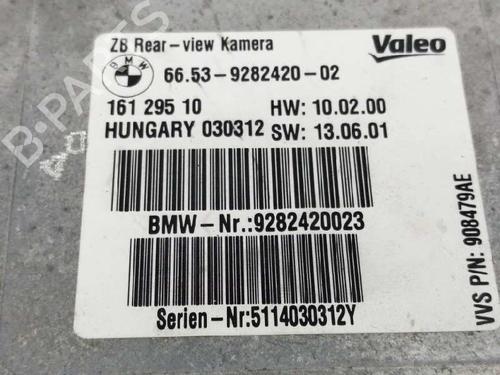 ZB Rear-view Kamera
Valeo
BMW
66.53-9282420-02
161 295 10 HW: 10.02.00
HUNGARY 030312 SW: 13.06.01
BMW-Nr.:9282420023
Serien-Nr:5114030312Y
VVS P/N: 908479AE
B-PARTS